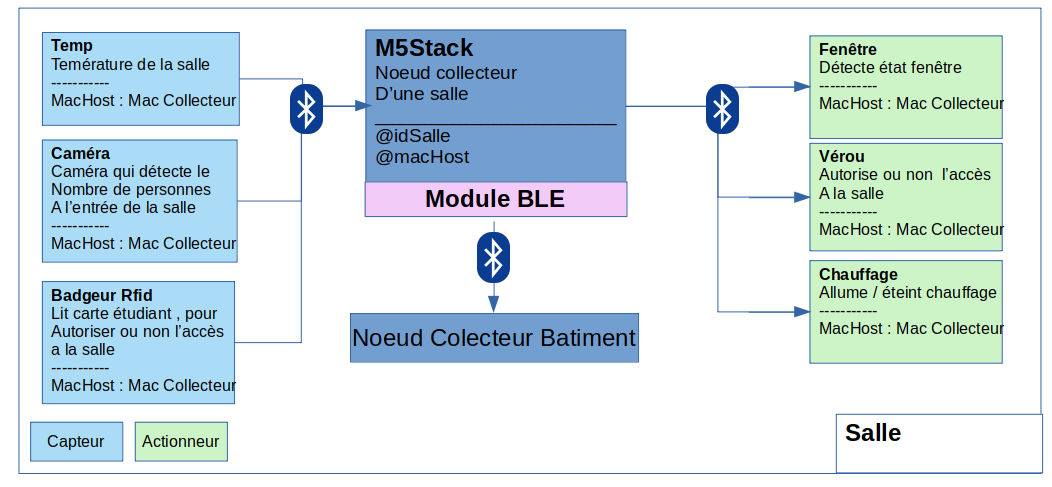 Temp
Temérature de la salle
-----------
MacHost : Mac Collecteur
Caméra
Caméra qui détecte le
Nombre de personnes
A l'entrée de la salle
-----------
MacHost : Mac Collecteur
Badgeur Rfid
Lit carte étudiant , pour
Autoriser ou non l'accès
a la salle
-----------
MacHost : Mac Collecteur
Capteur
Actionneur
M5Stack
Noeud collecteur
D'une salle
_______________________
@idSalle
@macHost
Module BLE
Noeud Colecteur Batiment
Fenêtre
Détecte état fenêtre
-----------
MacHost : Mac Collecteur
Vérou
Autorise ou non l'accès
A la salle
-----------
MacHost : Mac Collecteur
Chauffage
Allume / éteint chauffage
-----------
MacHost : Mac Collecteur
Salle